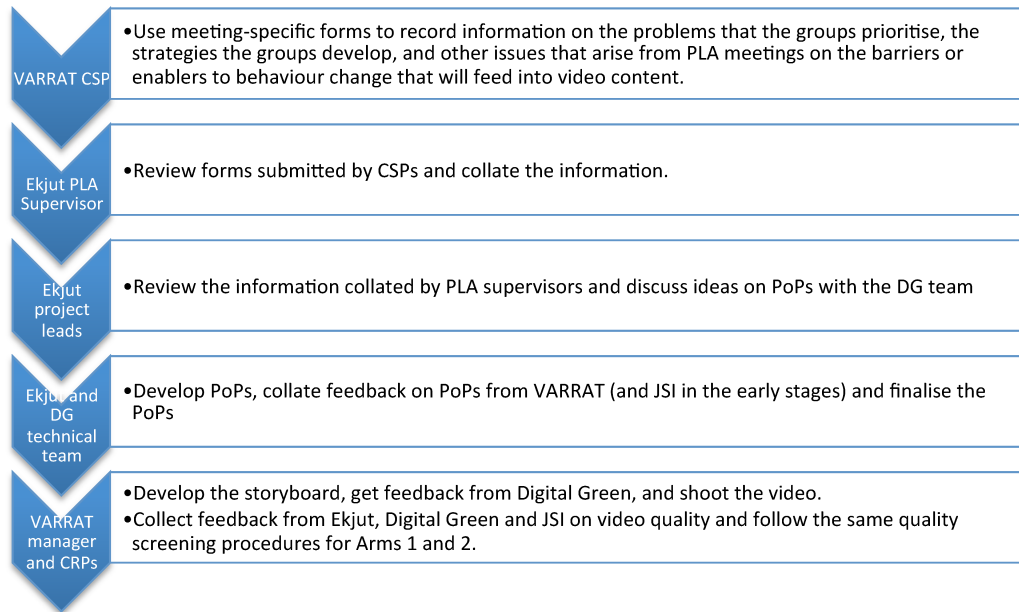 VARRAT CSP
•Use meeting-specific forms to record information on the problems that the groups prioritise, the
strategies the groups develop, and other issues that arise from PLA meetings on the barriers or
enablers to behaviour change that will feed into video content.
Ekjut PLA
Supervisor
•Review forms submitted by CSPs and collate the information.
Ekjut
project
leads
•Review the information collated by PLA supervisors and discuss ideas on PoPs with the DG team
Ekjut and
DG
technical
team
•Develop PoPs, collate feedback on PoPs from VARRAT (and JSI in the early stages) and finalise the
PoPs
VARRAT
manager
and CRPs
•Develop the storyboard, get feedback from Digital Green, and shoot the video.
•Collect feedback from Ekjut, Digital Green and JSI on video quality and follow the same quality
screening procedures for Arms 1 and 2.